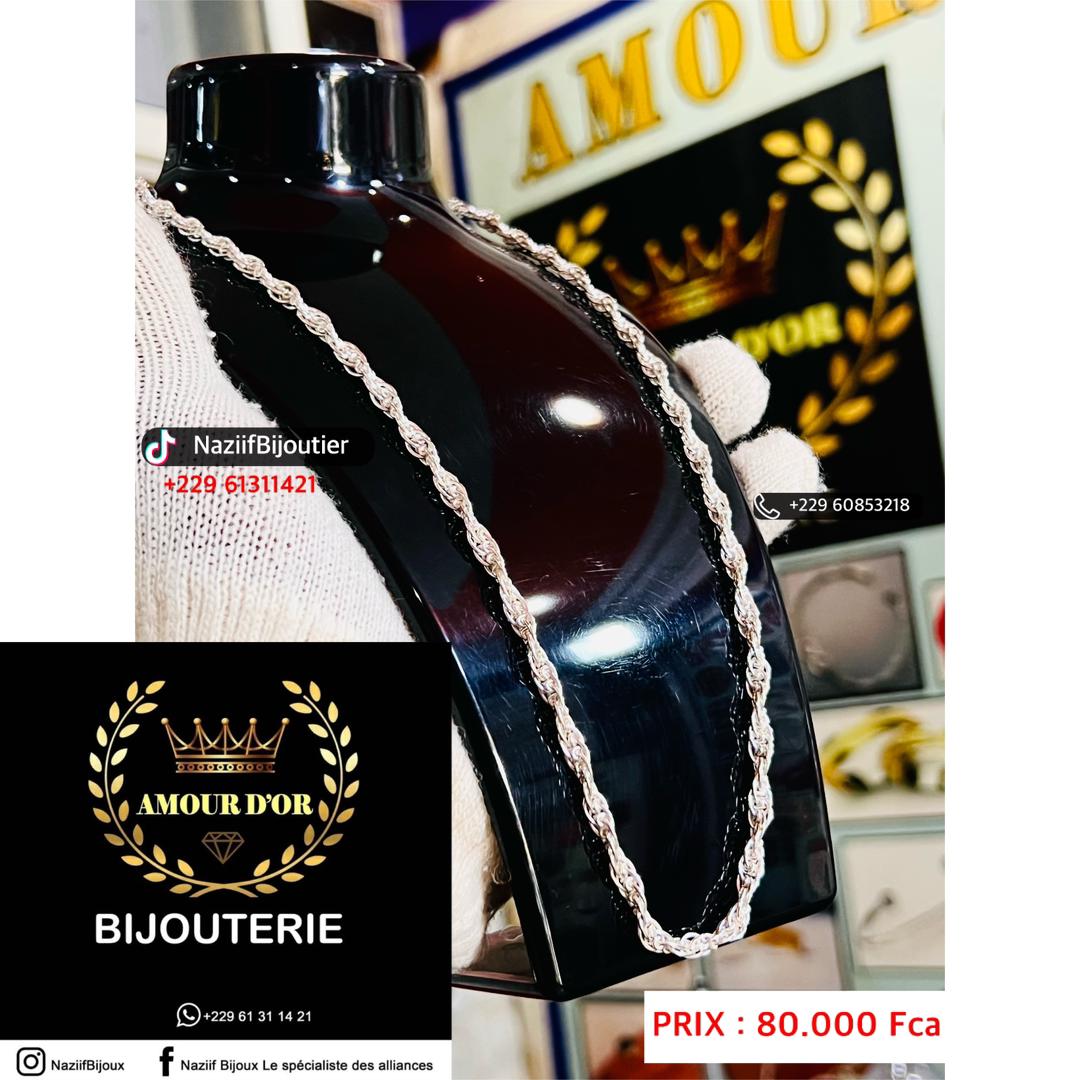 AMOUR
D'OR
NaziifBijoutier
+229 61311421
+229 60853218
AMOUR D'OR
BIJOUTERIE
+229 61 31 14 21
NaziifBijoux
Naziif Bijoux Le spécialiste des alliances
PRIX : 80.000 Fca